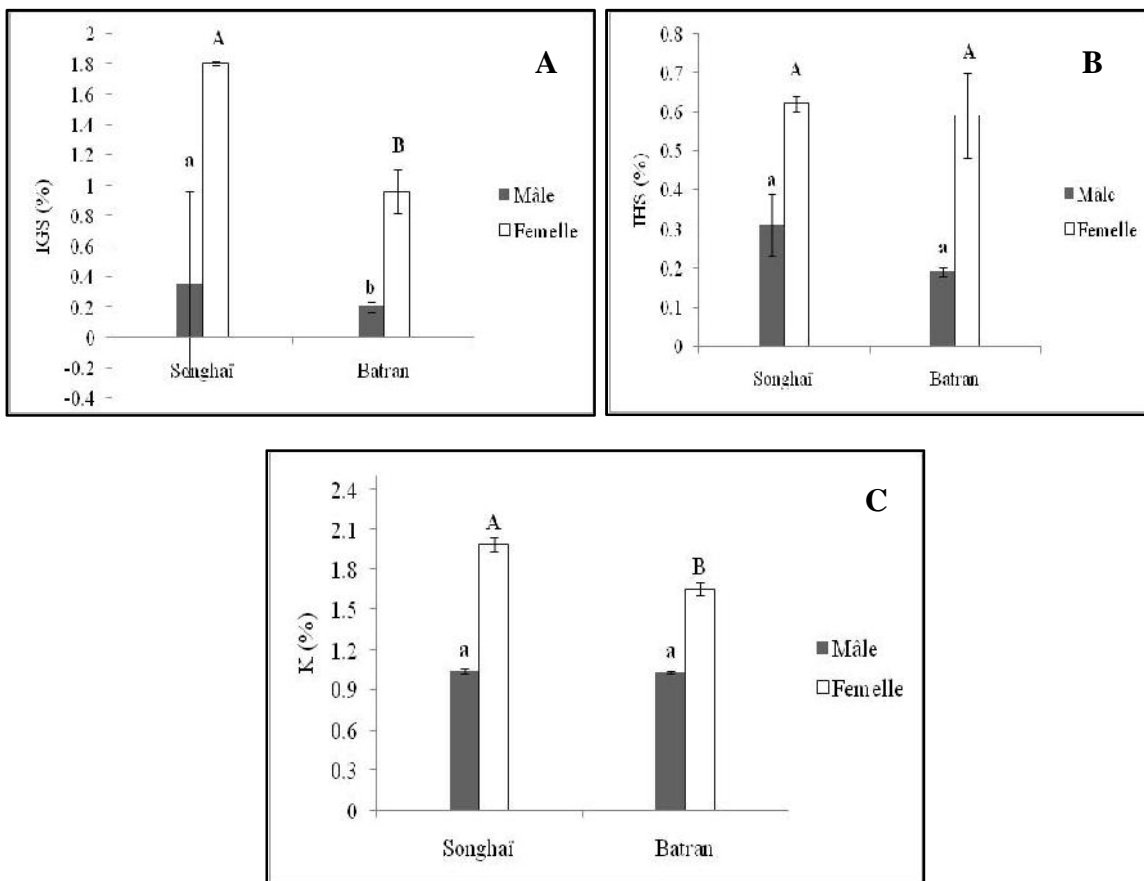 A
IGS (%)
2
1.8
1.6
1.4
1.2
1
0.8
0.6
0.4
0.2
0
-0.2
-0.4
a
A
b
B
Songhaï
Batran
Mâle
Femelle
B
IHS (%)
0.8
0.7
0.6
0.5
0.4
0.3
0.2
0.1
0
a
A
a
A
Songhaï
Batran
Mâle
Femelle
C
K (%)
2.4
2.1
1.8
1.5
1.2
0.9
0.6
0.3
0
a
A
a
B
Songhaï
Batran
Mâle
Femelle